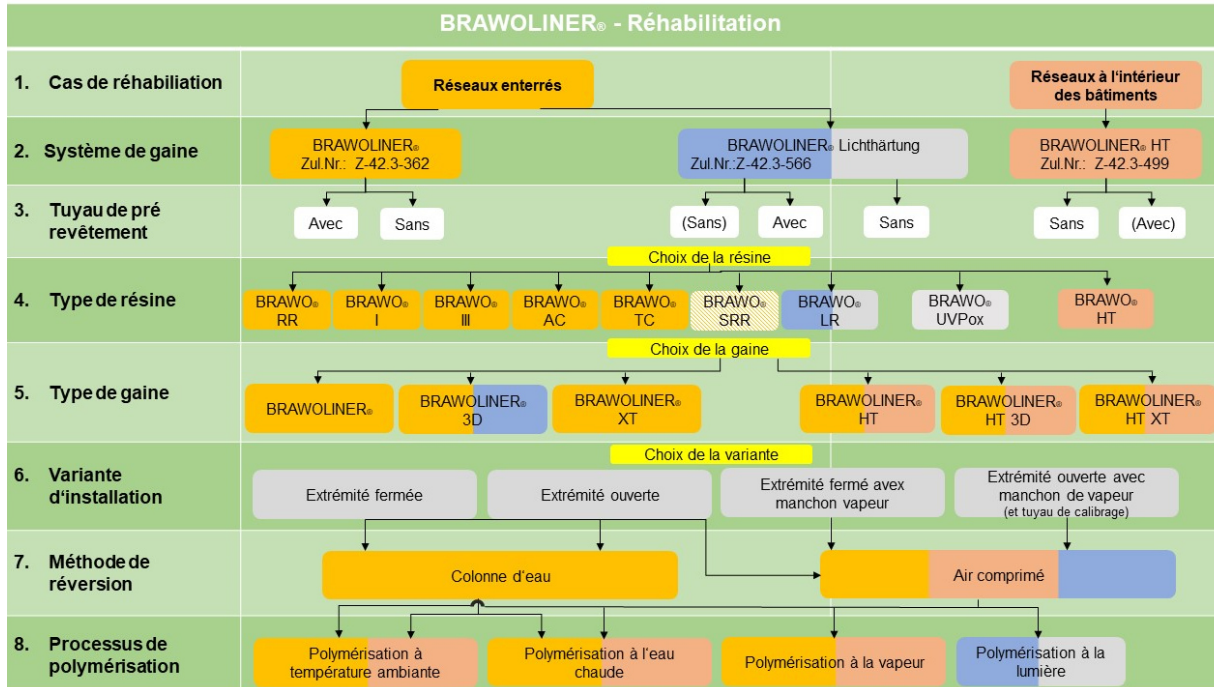 BRAWOLINER® - Réhabilitation
1. Cas de réhabiliation
Réseaux enterrés
Réseaux à l'intérieur
des bâtiments
2. Système de gaine
BRAWOLINER®
Zul.Nr.: Z-42.3-362
BRAWOLINER® Lichthärtung
Zul.Nr.:Z-42.3-566
BRAWOLINER® HT
Zul.Nr.: Z-42.3-499
3. Tuyau de pré
revêtement
Avec
Sans
(Sans)
Avec
Sans
Sans
(Avec)
Choix de la résine
4. Type de résine
BRAWO®
RR
BRAWO®
I
BRAWO®
III
BRAWO®
AC
BRAWO®
TC
BRAWO®
SRR
BRAWO®
LR
BRAWO®
UVPox
BRAWO®
HT
Choix de la gaine
5. Type de gaine
BRAWOLINER®
BRAWOLINER®
3D
BRAWOLINER®
XT
BRAWOLINER®
HT
BRAWOLINER®
HT 3D
BRAWOLINER®
HT XT
Choix de la variante
6. Variante
d'installation
Extrémité fermée
Extrémité ouverte
Extrémité fermé avex
manchon vapeur
Extrémité ouverte avec
manchon de vapeur
(et tuyau de calibrage)
7. Méthode de
réversion
Colonne d'eau
Air comprimé
8. Processus de
polymérisation
Polymérisation à
température ambiante
Polymérisation à l'eau
chaude
Polymérisation à la vapeur
Polymérisation à la
lumière